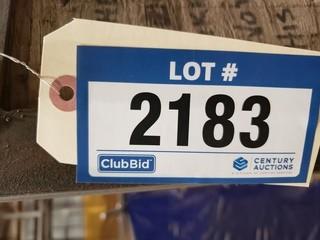 LOT #
2183
ClubBid
CENTURY
AUCTIONS